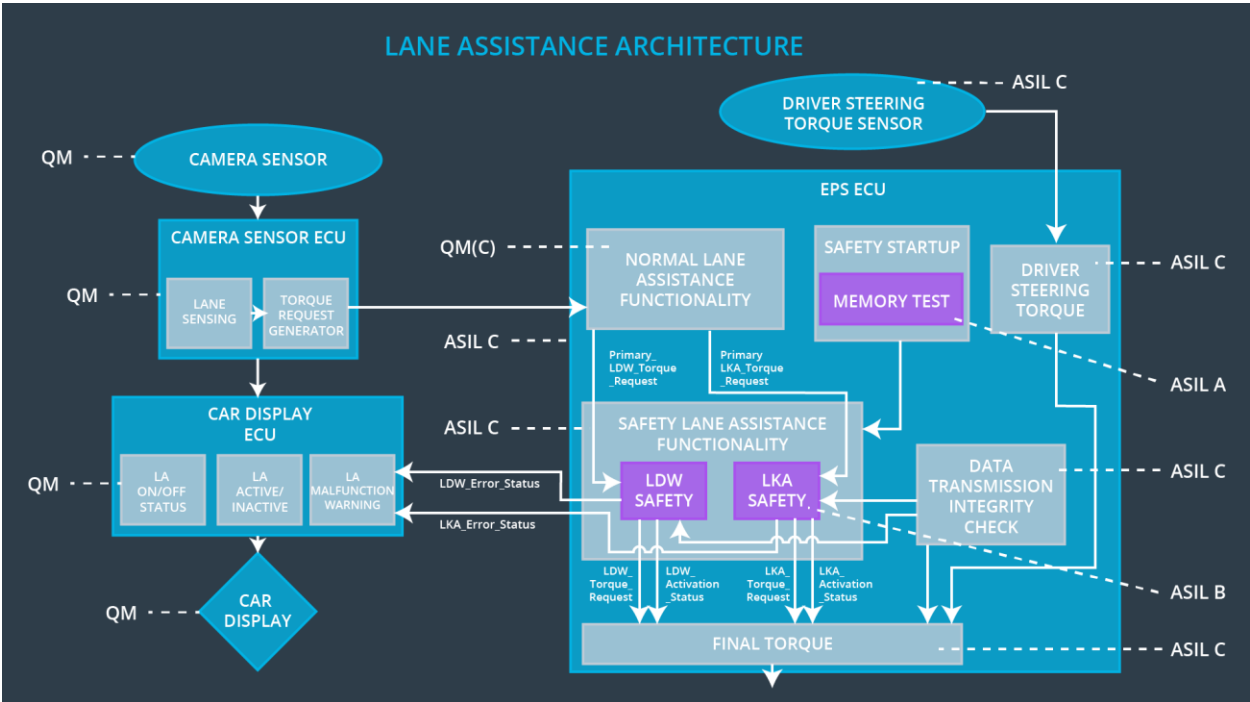 LANE ASSISTANCE ARCHITECTURE
ASIL C
DRIVER STEERING
TORQUE SENSOR
QM
CAMERA SENSOR
EPS ECU
CAMERA SENSOR ECU
QM(C)
NORMAL LANE
ASSISTANCE
FUNCTIONALITY
SAFETY STARTUP
MEMORY TEST
DRIVER
STEERING
TORQUE
ASIL C
QM
LANE
SENSING
TORQUE
REQUEST
GENERATOR
ASIL C
Primary_
LDW_Torque
_Request
Primary
LKA_Torque
_Request
ASIL A
CAR DISPLAY
ECU
ASIL C
SAFETY LANE ASSISTANCE
FUNCTIONALITY
QM
LA
ON/OFF
STATUS
LA
ACTIVE/
INACTIVE
LA
MALFUNCTION
WARNING
LDW_Error_Status
LKA_Error_Status
LDW
SAFETY
LKA
SAFETY
DATA
TRANSMISSION
INTEGRITY
CHECK
ASIL C
LDW_
Torque_
Request
LDW_
Activation
_Status
LKA_
Torque_
Request
LKA_
Activation
_Status
ASIL B
QM
CAR
DISPLAY
FINAL TORQUE
ASIL C